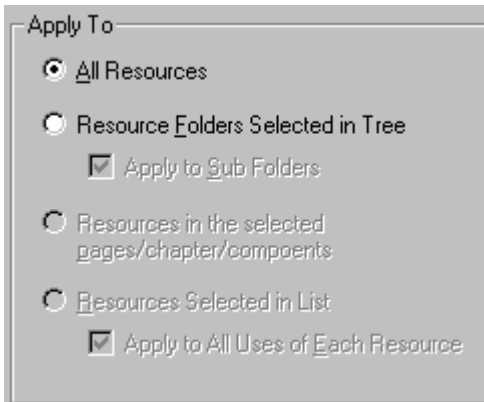 Apply To
All Resources
Resource Folders Selected in Tree
Apply to Sub Folders
Resources in the selected
pages/chapter/compoents
Resources Selected in List
Apply to All Uses of Each Resource